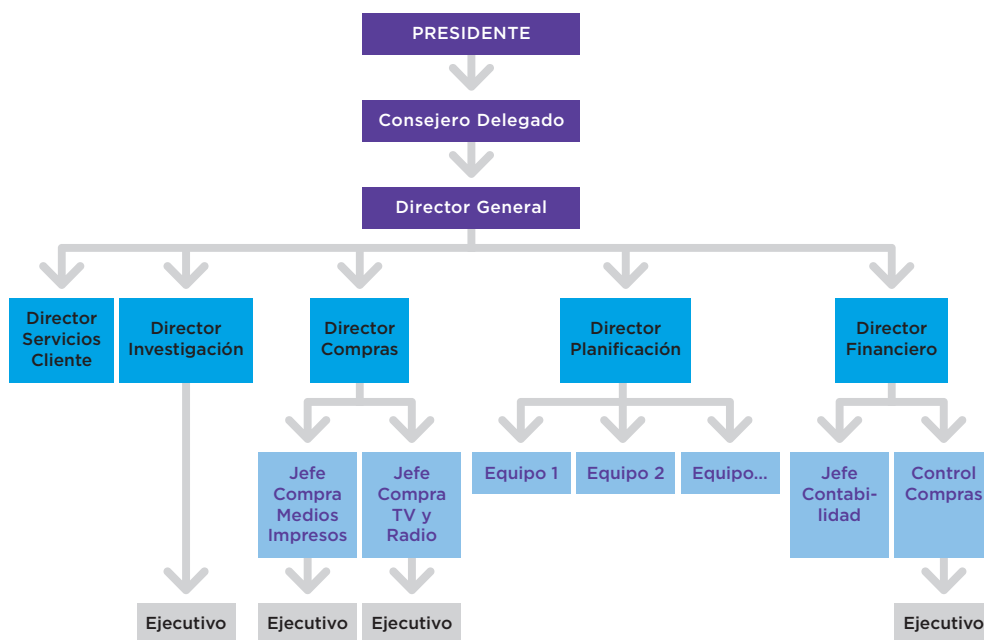 PRESIDENTE
Consejero Delegado
Director General
Director
Servicios
Cliente
Director
Investigación
Director
Compras
Director
Planificación
Director
Financiero
Jefe
Compra
Medios
Impresos
Jefe
Compra
TV y
Radio
Equipo 1
Equipo 2
Equipo...
Jefe
Contabi-
lidad
Control
Compras
Ejecutivo
Ejecutivo
Ejecutivo
Ejecutivo